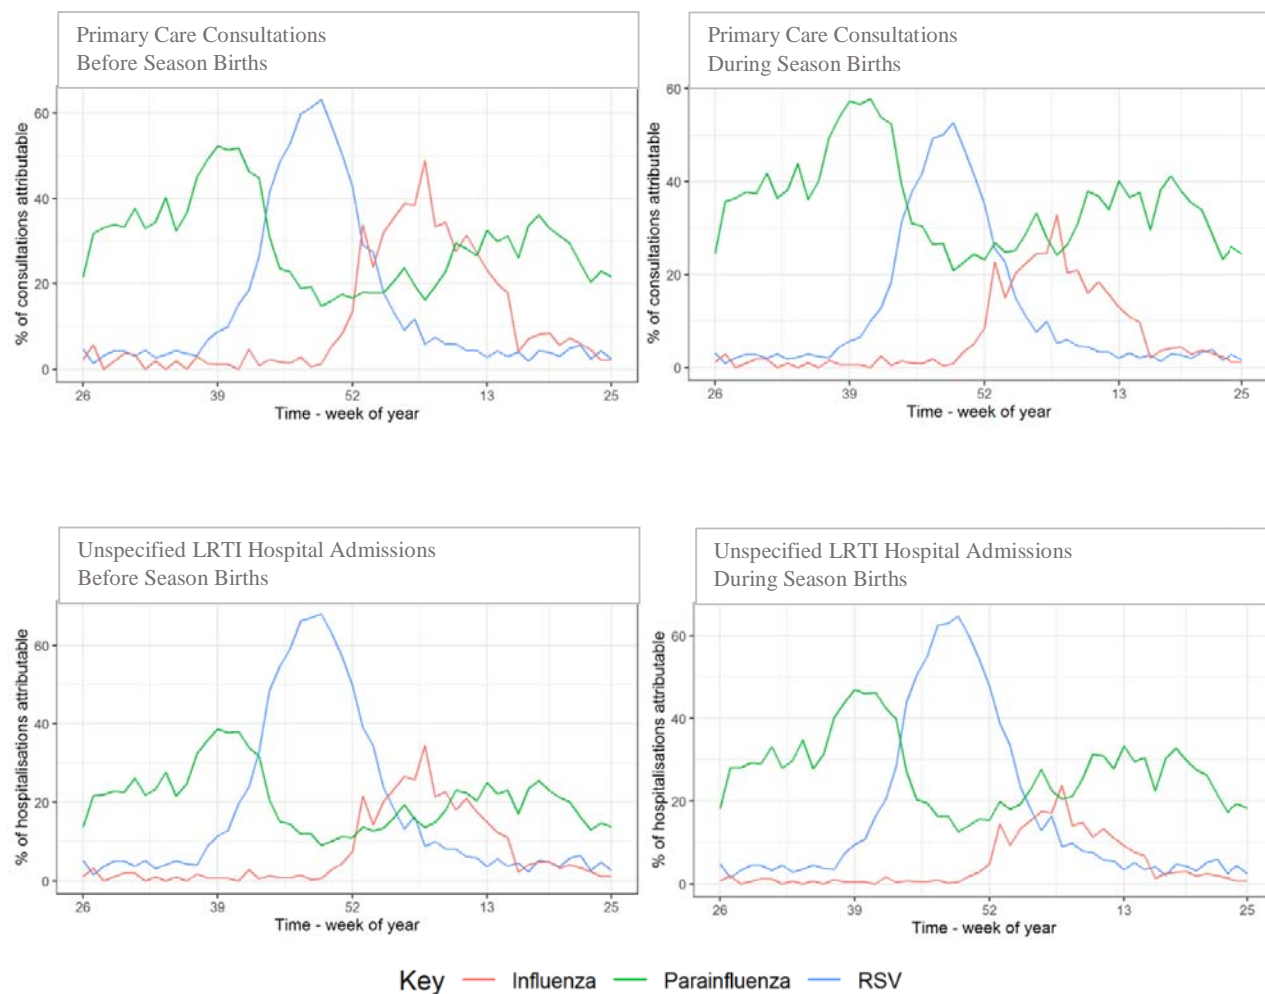 Primary Care Consultations
Before Season Births
% of consultations attributable
60
40
20
0
26
39
52
13
25
Time - week of year
Primary Care Consultations
During Season Births
% of consultations attributable
60
40
20
0
26
39
52
13
25
Time - week of year
Unspecified LRTI Hospital Admissions
Before Season Births
% of hospitalisations attributable
60
40
20
0
26
39
52
13
25
Time - week of year
Unspecified LRTI Hospital Admissions
During Season Births
% of hospitalisations attributable
60
40
20
0
26
39
52
13
25
Time - week of year
Key Influenza Parainfluenza RSV